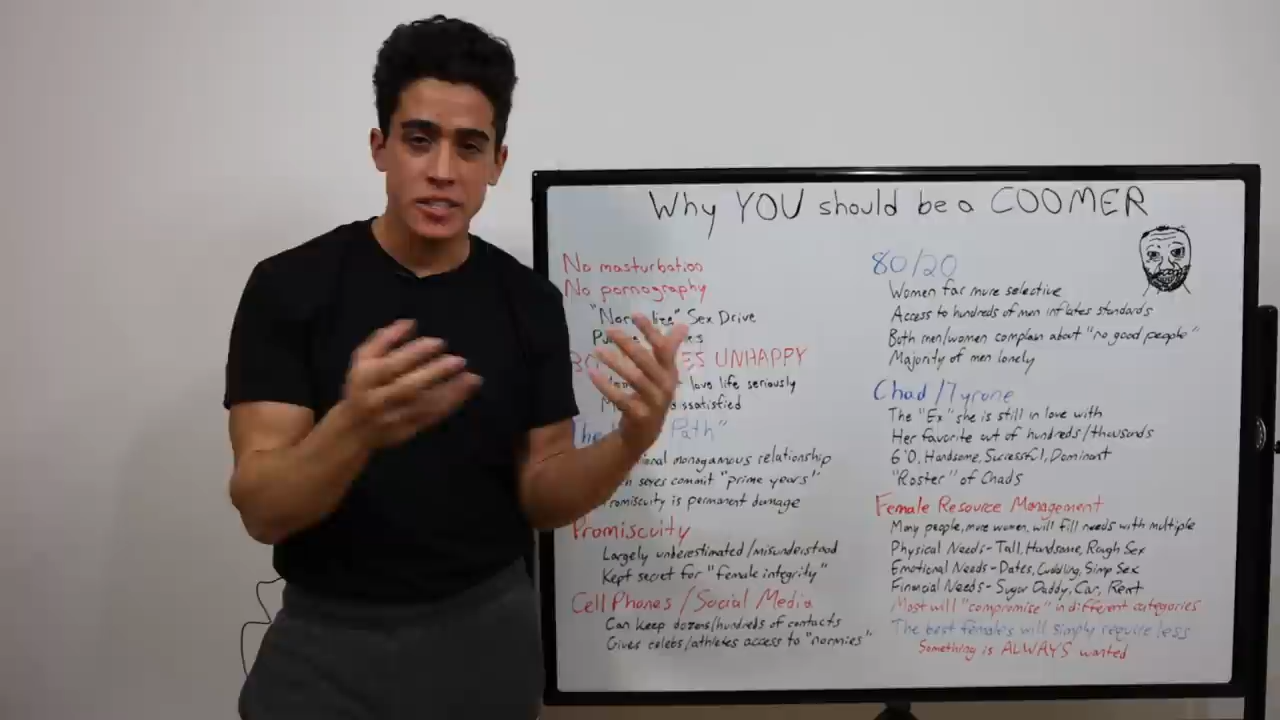 Why YOU should be a COOMER
No masturbation
No pornography
Sex Drive
UNHAPPY
love life seriously
Path"
monogamous relationship
commit "prime years"
is permanent damage
Promiscuity
Largely underestimated/misunderstood
Kept secret for "female integrity"
Cell Phones/Social Media
Can keep dozens/hundreds of contacts
Gives celebs/athletes access to "normies"
80/20
Women far more selective
Access to hundreds of men inflates standards
Both men/women complain about "no good people"
Majority of men lonely
Chad/Tyrone
The "Ex" she is still in love with
Her favorite out of hundreds/thousands
6'0, Handsome, Successful, Dominant
"Roster" of Chads
Female Resource Management
Many people, more women, will fill needs with multiple
Physical Needs - Tall, Handsome, Rough Sex
Emotional Needs - Dates, Cuddling, Simp Sex
Financial Needs - Sugar Daddy, Car, Rent
Most will "compromise" in different categories
The best females will simply require less
Something is ALWAYS wanted